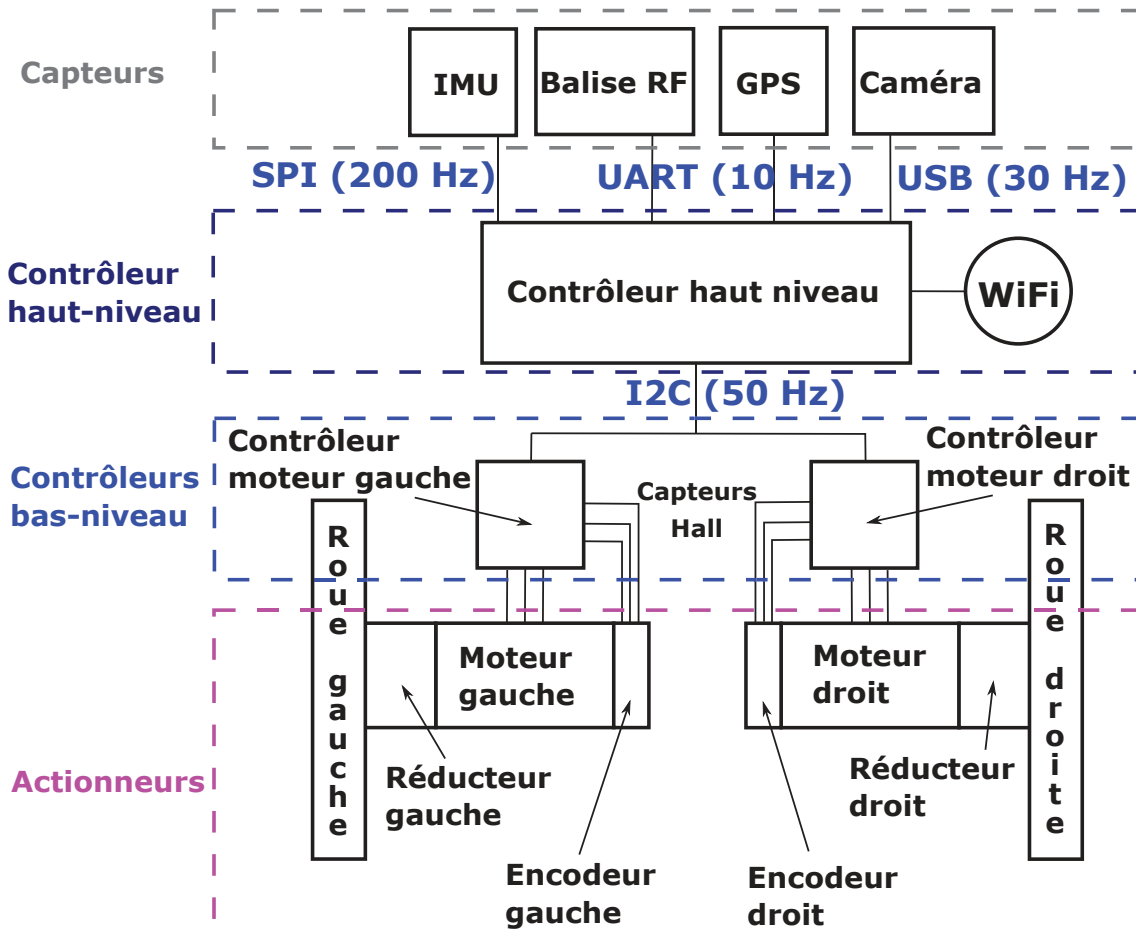 Capteurs
IMU
Balise RF
GPS
Caméra
SPI (200 Hz)
UART (10 Hz)
USB (30 Hz)
Contrôleur
haut-niveau
Contrôleur haut niveau
WiFi
I2C (50 Hz)
Contrôleurs
bas-niveau
Contrôleur
moteur gauche
Capteurs
Hall
Contrôleur
moteur droit
Roue gauche
Roue droite
Actionneurs
Moteur
gauche
Moteur
droit
Réducteur
gauche
Réducteur
droit
Encodeur
gauche
Encodeur
droit